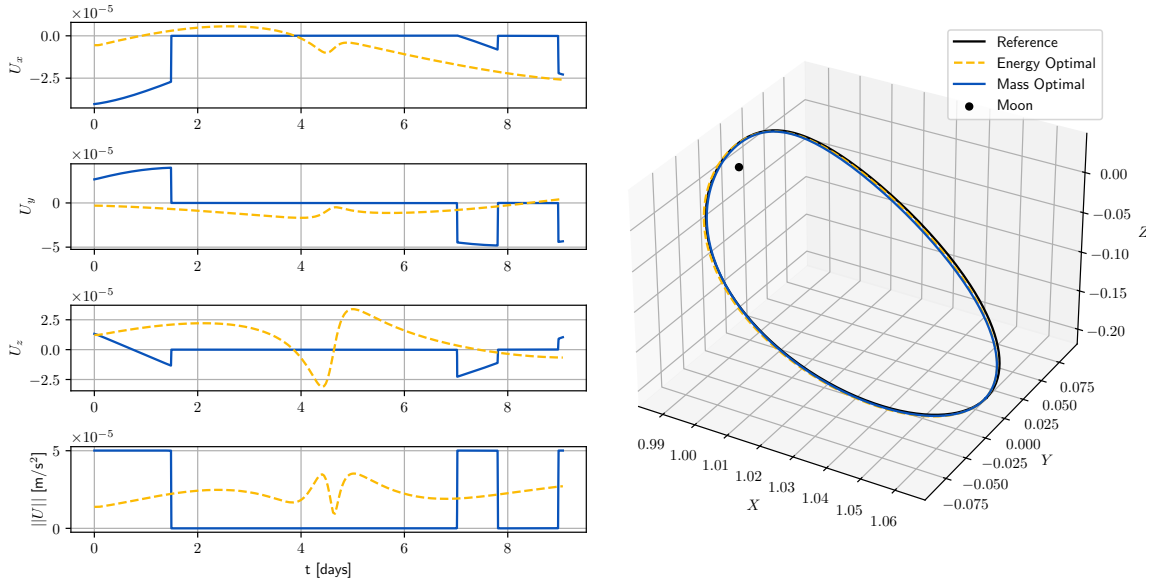 ×10⁻⁵
0.0
−2.5
U_x
0 2 4 6 8
×10⁻⁵
0
−5
U_y
0 2 4 6 8
×10⁻⁵
2.5
0.0
−2.5
U_z
0 2 4 6 8
×10⁻⁵
5
0
||U|| [m/s²]
0 2 4 6 8
t [days]
Reference
Energy Optimal
Mass Optimal
Moon
0.00
−0.05
−0.10
−0.15
−0.20
Z
0.99
1.00
1.01
1.02
1.03
1.04
1.05
1.06
X
0.075
0.050
0.025
0.000
−0.025
−0.050
−0.075
Y